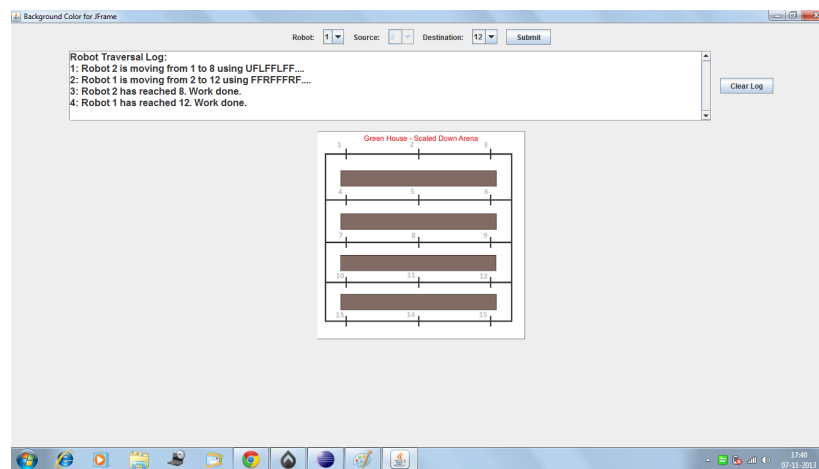 Background Color for JFrame
Robot: 1 Source: 2 Destination: 12 Submit
Robot Traversal Log:
1: Robot 2 is moving from 1 to 8 using UFLFFLFF....
2: Robot 1 is moving from 2 to 12 using FFRFFFRF....
3: Robot 2 has reached 8. Work done.
4: Robot 1 has reached 12. Work done.
Clear Log
Green House - Scaled Down Arena
1 2 3
4 5 6
7 8 9
10 11 12
13 14 15
17:40
07-11-2013